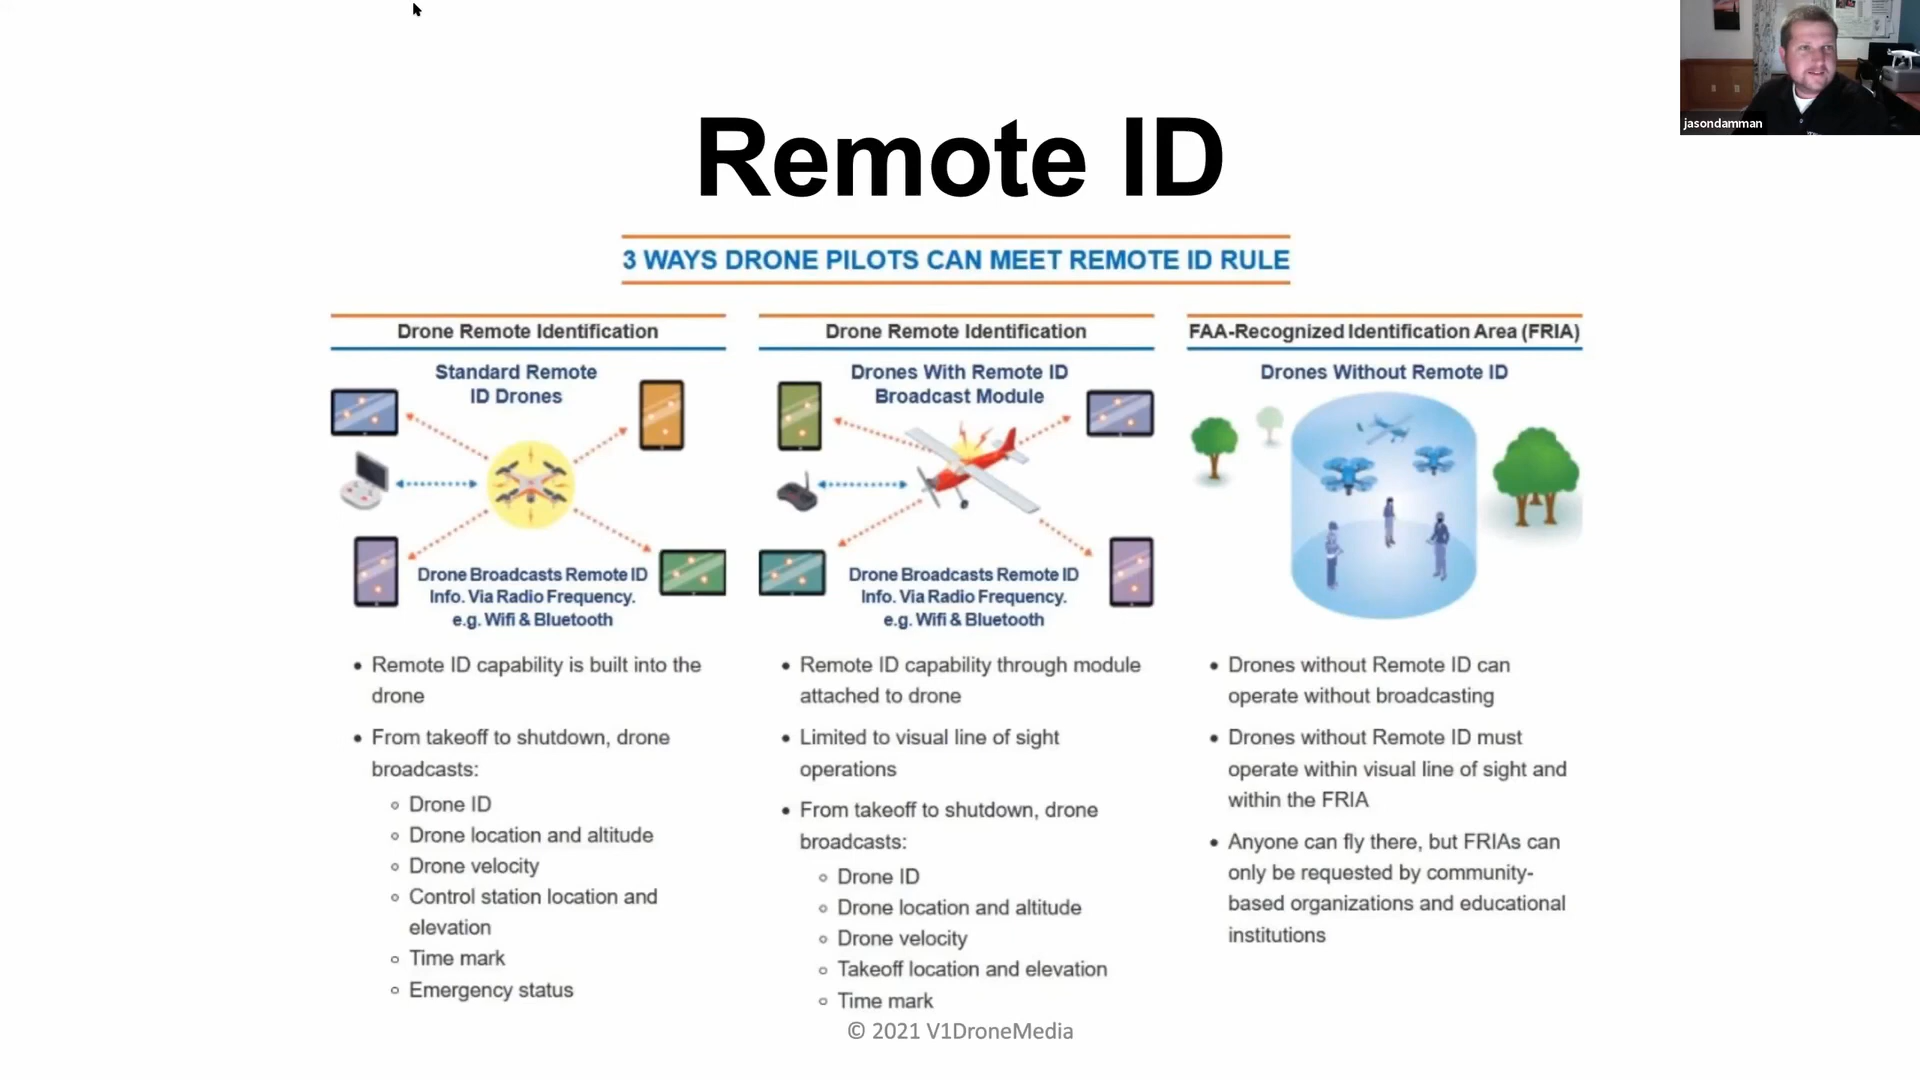 jasondamman
Remote ID
3 WAYS DRONE PILOTS CAN MEET REMOTE ID RULE
Drone Remote Identification
Standard Remote
ID Drones
Drone Broadcasts Remote ID
Info. Via Radio Frequency.
e.g. Wifi & Bluetooth
• Remote ID capability is built into the
drone
• From takeoff to shutdown, drone
broadcasts:
○ Drone ID
○ Drone location and altitude
○ Drone velocity
○ Control station location and
elevation
○ Time mark
○ Emergency status
Drone Remote Identification
Drones With Remote ID
Broadcast Module
Drone Broadcasts Remote ID
Info. Via Radio Frequency.
e.g. Wifi & Bluetooth
• Remote ID capability through module
attached to drone
• Limited to visual line of sight
operations
• From takeoff to shutdown, drone
broadcasts:
○ Drone ID
○ Drone location and altitude
○ Drone velocity
○ Takeoff location and elevation
○ Time mark
FAA-Recognized Identification Area (FRIA)
Drones Without Remote ID
• Drones without Remote ID can
operate without broadcasting
• Drones without Remote ID must
operate within visual line of sight and
within the FRIA
• Anyone can fly there, but FRIAs can
only be requested by community-
based organizations and educational
institutions
© 2021 V1DroneMedia